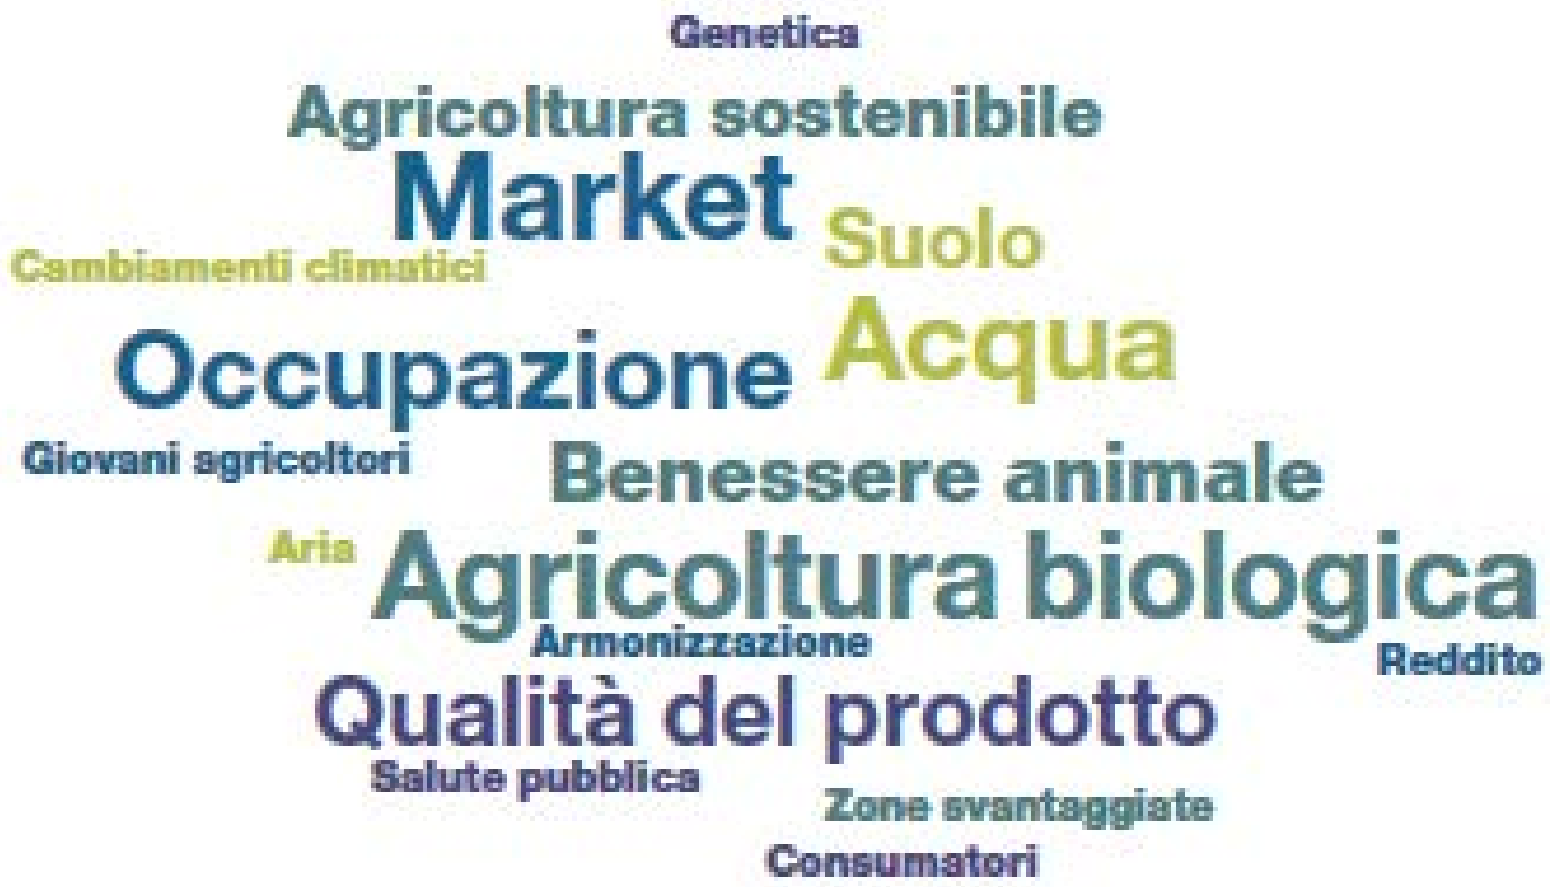 Genetica
Agricoltura sostenibile
Market
Suolo
Cambiamenti climatici
Acqua
Occupazione
Giovani agricoltori
Benessere animale
Aria
Agricoltura biologica
Armonizzazione
Reddito
Qualità del prodotto
Salute pubblica
Zone svantaggiate
Consumatori